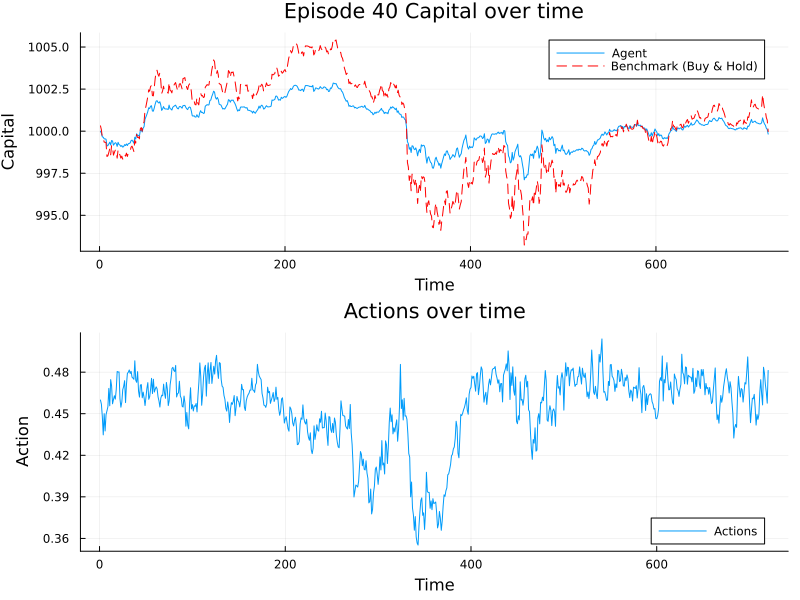 Episode 40 Capital over time
Capital
1005.0
1002.5
1000.0
997.5
995.0
Agent
Benchmark (Buy & Hold)
0
200
400
600
Time
Actions over time
Action
0.48
0.45
0.42
0.39
0.36
Actions
0
200
400
600
Time